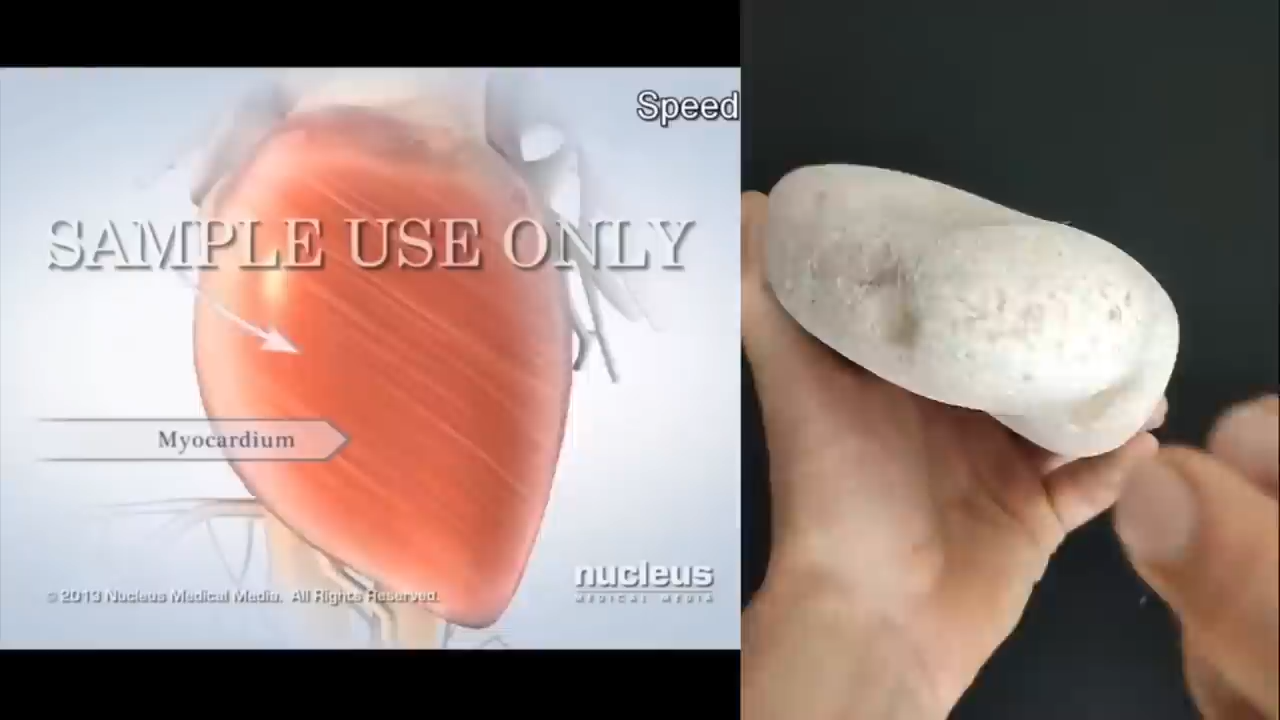 Speed
SAMPLE USE ONLY
Myocardium
nucleus
MEDICAL MEDIA
© 2013 Nucleus Medical Media. All Rights Reserved.